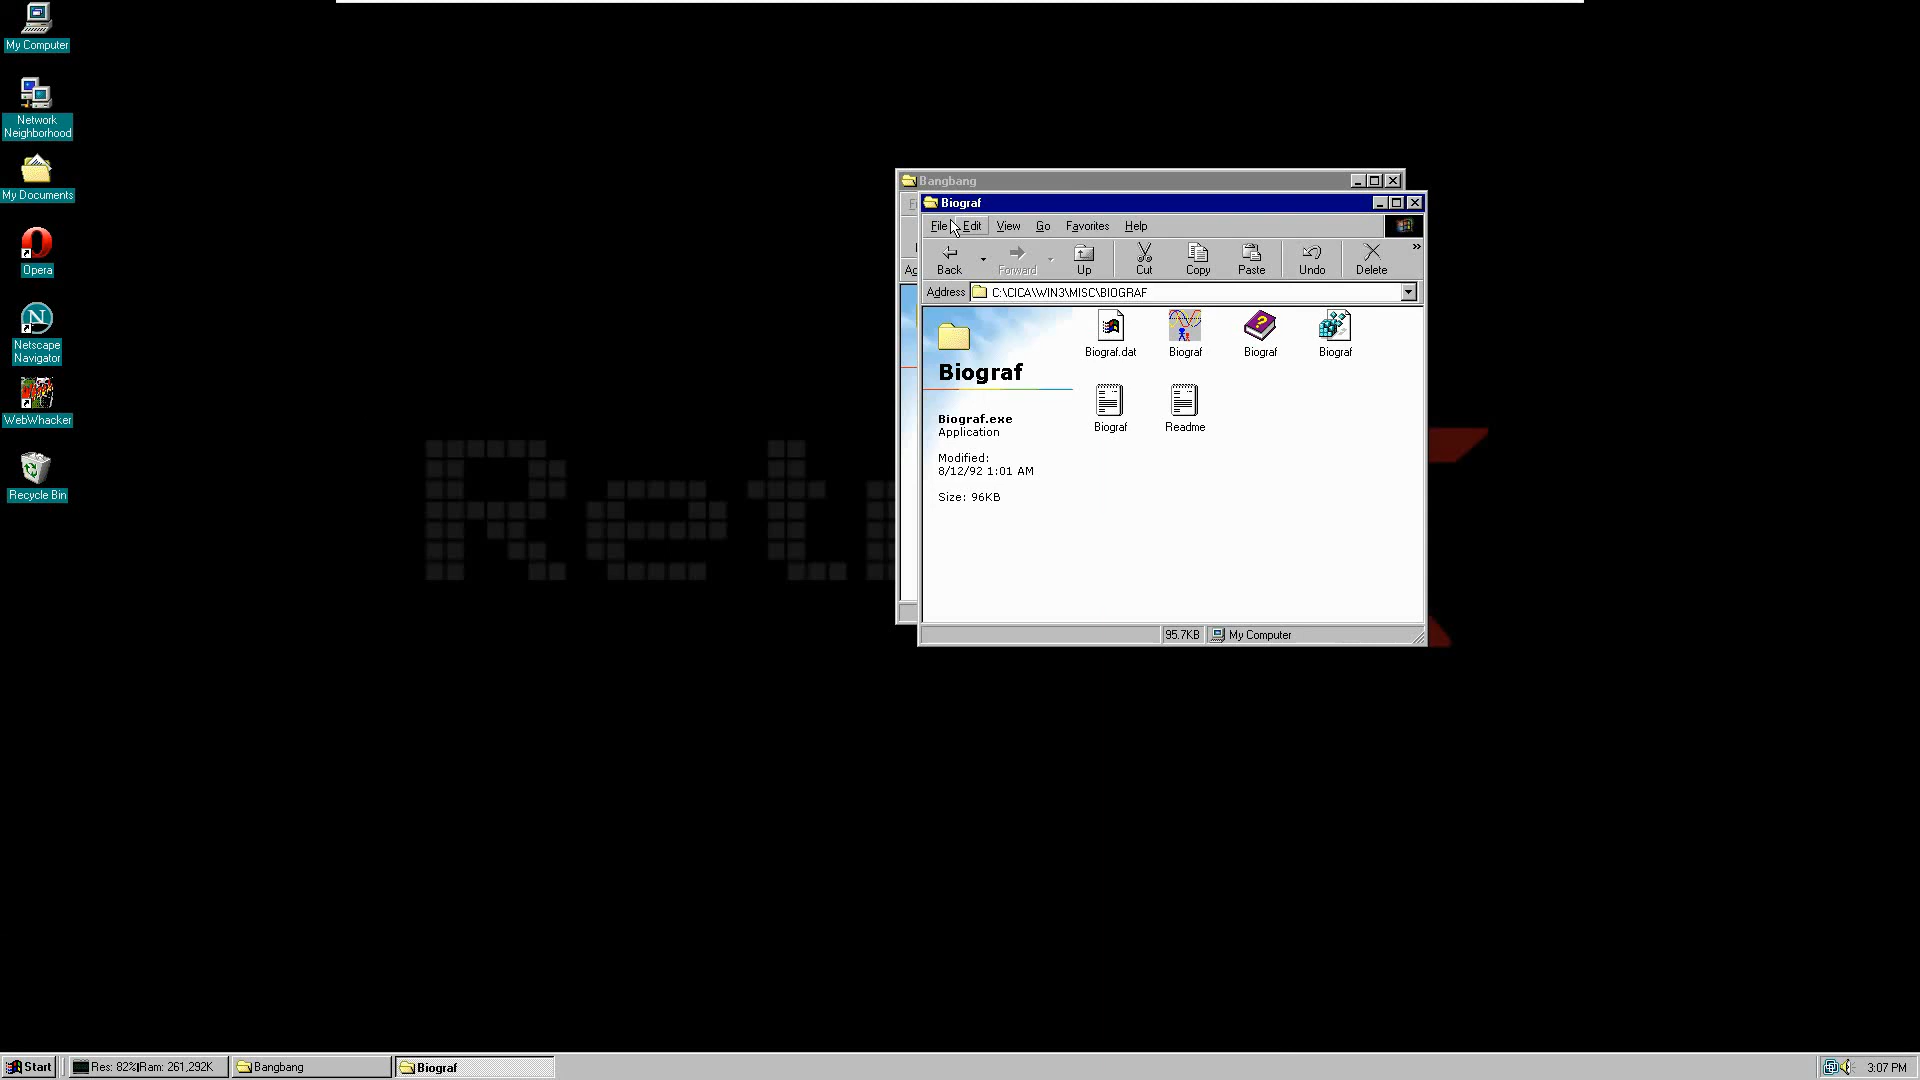 My Computer
Network
Neighborhood
My Documents
Opera
Netscape
Navigator
WebWhacker
Recycle Bin
Bangbang
Biograf
File Edit View Go Favorites Help
Back Forward Up Cut Copy Paste Undo Delete
Address C:\CICA\WIN3\MISC\BIOGRAF
Biograf
Biograf.exe
Application
Modified:
8/12/92 1:01 AM
Size: 96KB
Biograf.dat Biograf Biograf Biograf
Biograf Readme
95.7KB My Computer
Start Res: 82% Ram: 261,292K Bangbang Biograf 3:07 PM